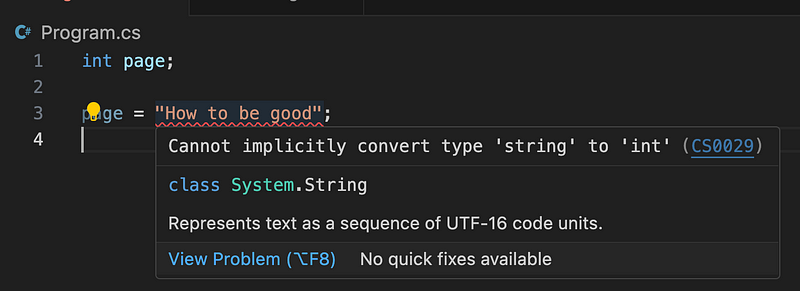 C# Program.cs
1 int page;
2
3 page = "How to be good";
4
Cannot implicitly convert type 'string' to 'int' (CS0029)
class System.String
Represents text as a sequence of UTF-16 code units.
View Problem (⌥F8) No quick fixes available